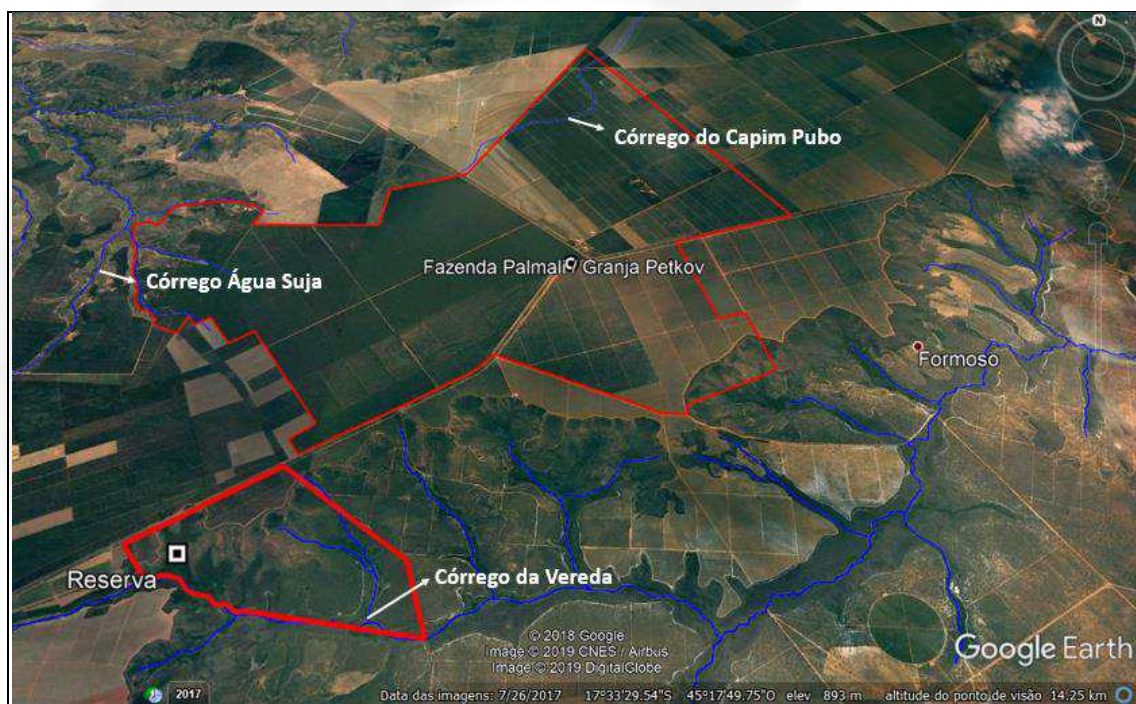 N
Córrego do Capim Pubo
Córrego Água Suja
Fazenda Palmali / Granja Petkov
Formoso
Reserva
Córrego da Vereda
© 2018 Google
Image © 2019 CNES / Airbus
Image © 2019 DigitalGlobe
Google Earth
2017
Data das imagens: 7/26/2017 17°33'29.54"S 45°17'49.75"O elev 893 m altitude do ponto de visão 14.25 km